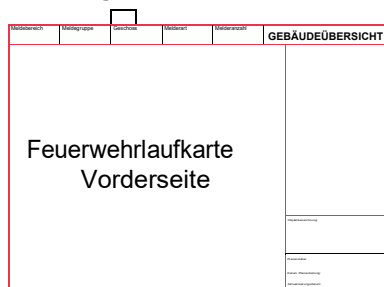 Meldebereich
Meldegruppe
Geschoss
Melderart
Melderanzahl
GEBÄUDEÜBERSICHT
Feuerwehrlaufkarte
Vorderseite